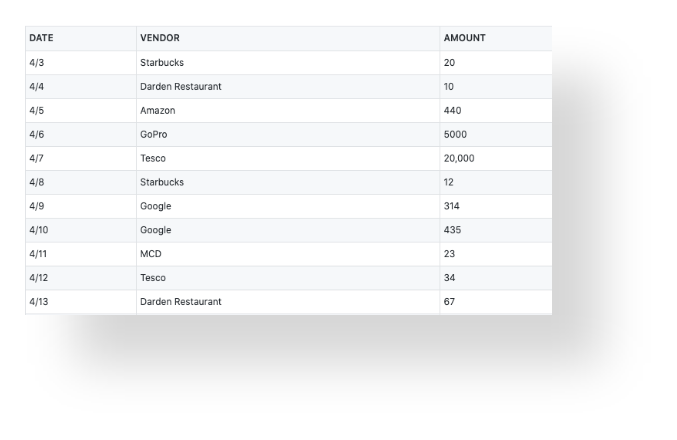 DATE VENDOR AMOUNT
4/3 Starbucks 20
4/4 Darden Restaurant 10
4/5 Amazon 440
4/6 GoPro 5000
4/7 Tesco 20,000
4/8 Starbucks 12
4/9 Google 314
4/10 Google 435
4/11 MCD 23
4/12 Tesco 34
4/13 Darden Restaurant 67